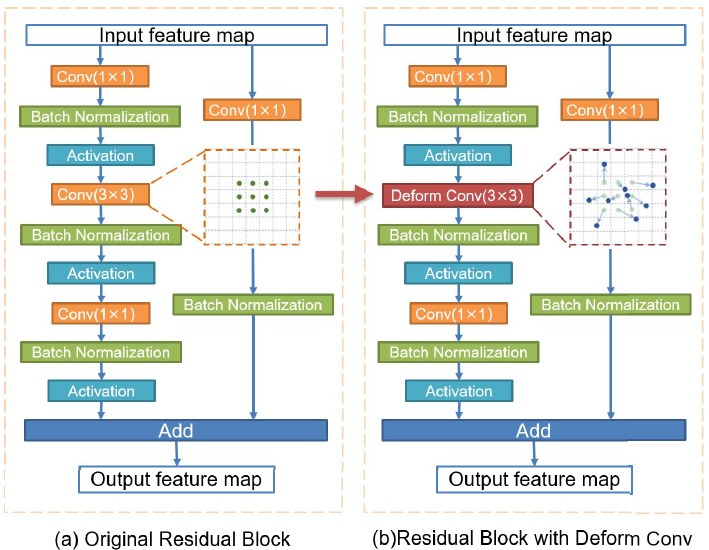 Input feature map
Conv(1×1)
Batch Normalization
Conv(1×1)
Activation
Conv(3×3)
Batch Normalization
Activation
Conv(1×1)
Batch Normalization
Batch Normalization
Activation
Add
Output feature map
(a) Original Residual Block
Input feature map
Conv(1×1)
Batch Normalization
Conv(1×1)
Activation
Deform Conv(3×3)
Batch Normalization
Activation
Conv(1×1)
Batch Normalization
Batch Normalization
Activation
Add
Output feature map
(b)Residual Block with Deform Conv